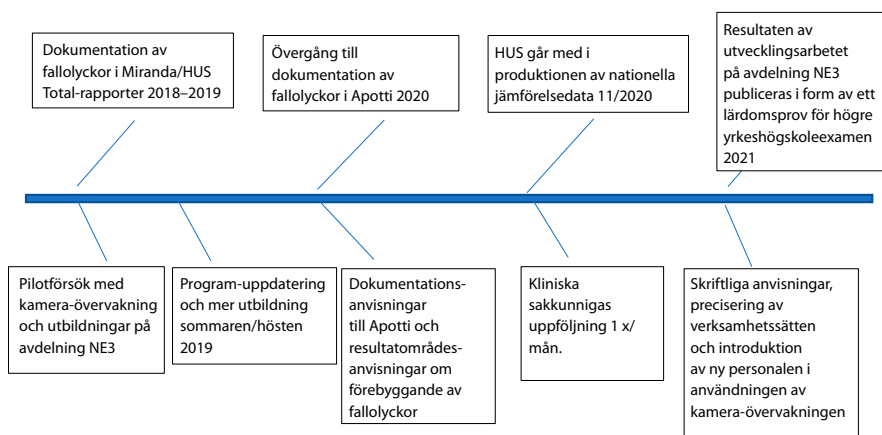 Dokumentation av
fallolyckor i Miranda/HUS
Total-rapporter 2018–2019
Övergång till
dokumentation av
fallolyckor i Apotti 2020
HUS går med i
produktionen av nationella
jämförelsedata 11/2020
Resultaten av
utvecklingsarbetet
på avdelning NE3
publiceras i form av ett
lärdomsprov för högre
yrkeshögskoleexamen
2021
Pilotförsök med
kamera-övervakning
och utbildningar på
avdelning NE3
Program-uppdatering
och mer utbildning
sommaren/hösten
2019
Dokumentations-
anvisningar
till Apotti och
resultatområdes-
anvisningar om
förebyggande av
fallolyckor
Kliniska
sakkunnigas
uppföljning 1 x/
mån.
Skriftliga anvisningar,
precisering av
verksamhetssätten
och introduktion
av ny personalen i
användningen av
kamera-övervakningen